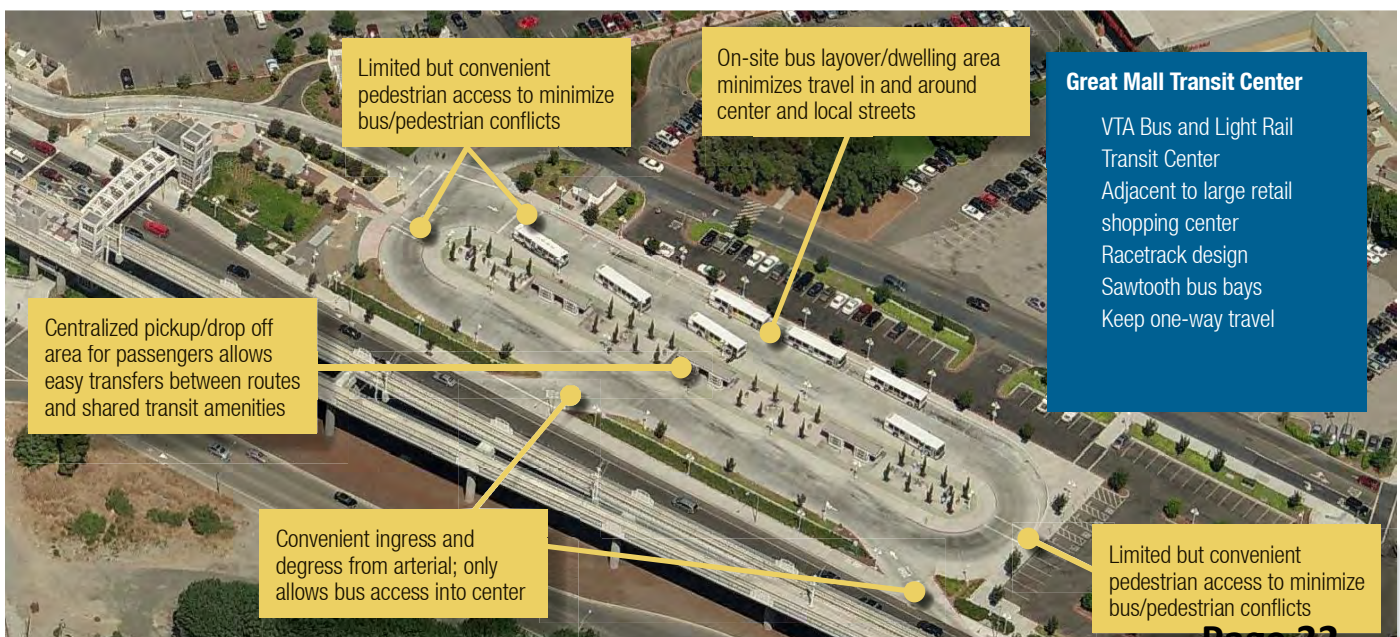 Limited but convenient
pedestrian access to minimize
bus/pedestrian conflicts
On-site bus layover/dwelling area
minimizes travel in and around
center and local streets
Great Mall Transit Center
VTA Bus and Light Rail
Transit Center
Adjacent to large retail
shopping center
Racetrack design
Sawtooth bus bays
Keep one-way travel
Centralized pickup/drop off
area for passengers allows
easy transfers between routes
and shared transit amenities
Convenient ingress and
degress from arterial; only
allows bus access into center
Limited but convenient
pedestrian access to minimize
bus/pedestrian conflicts
Page 23